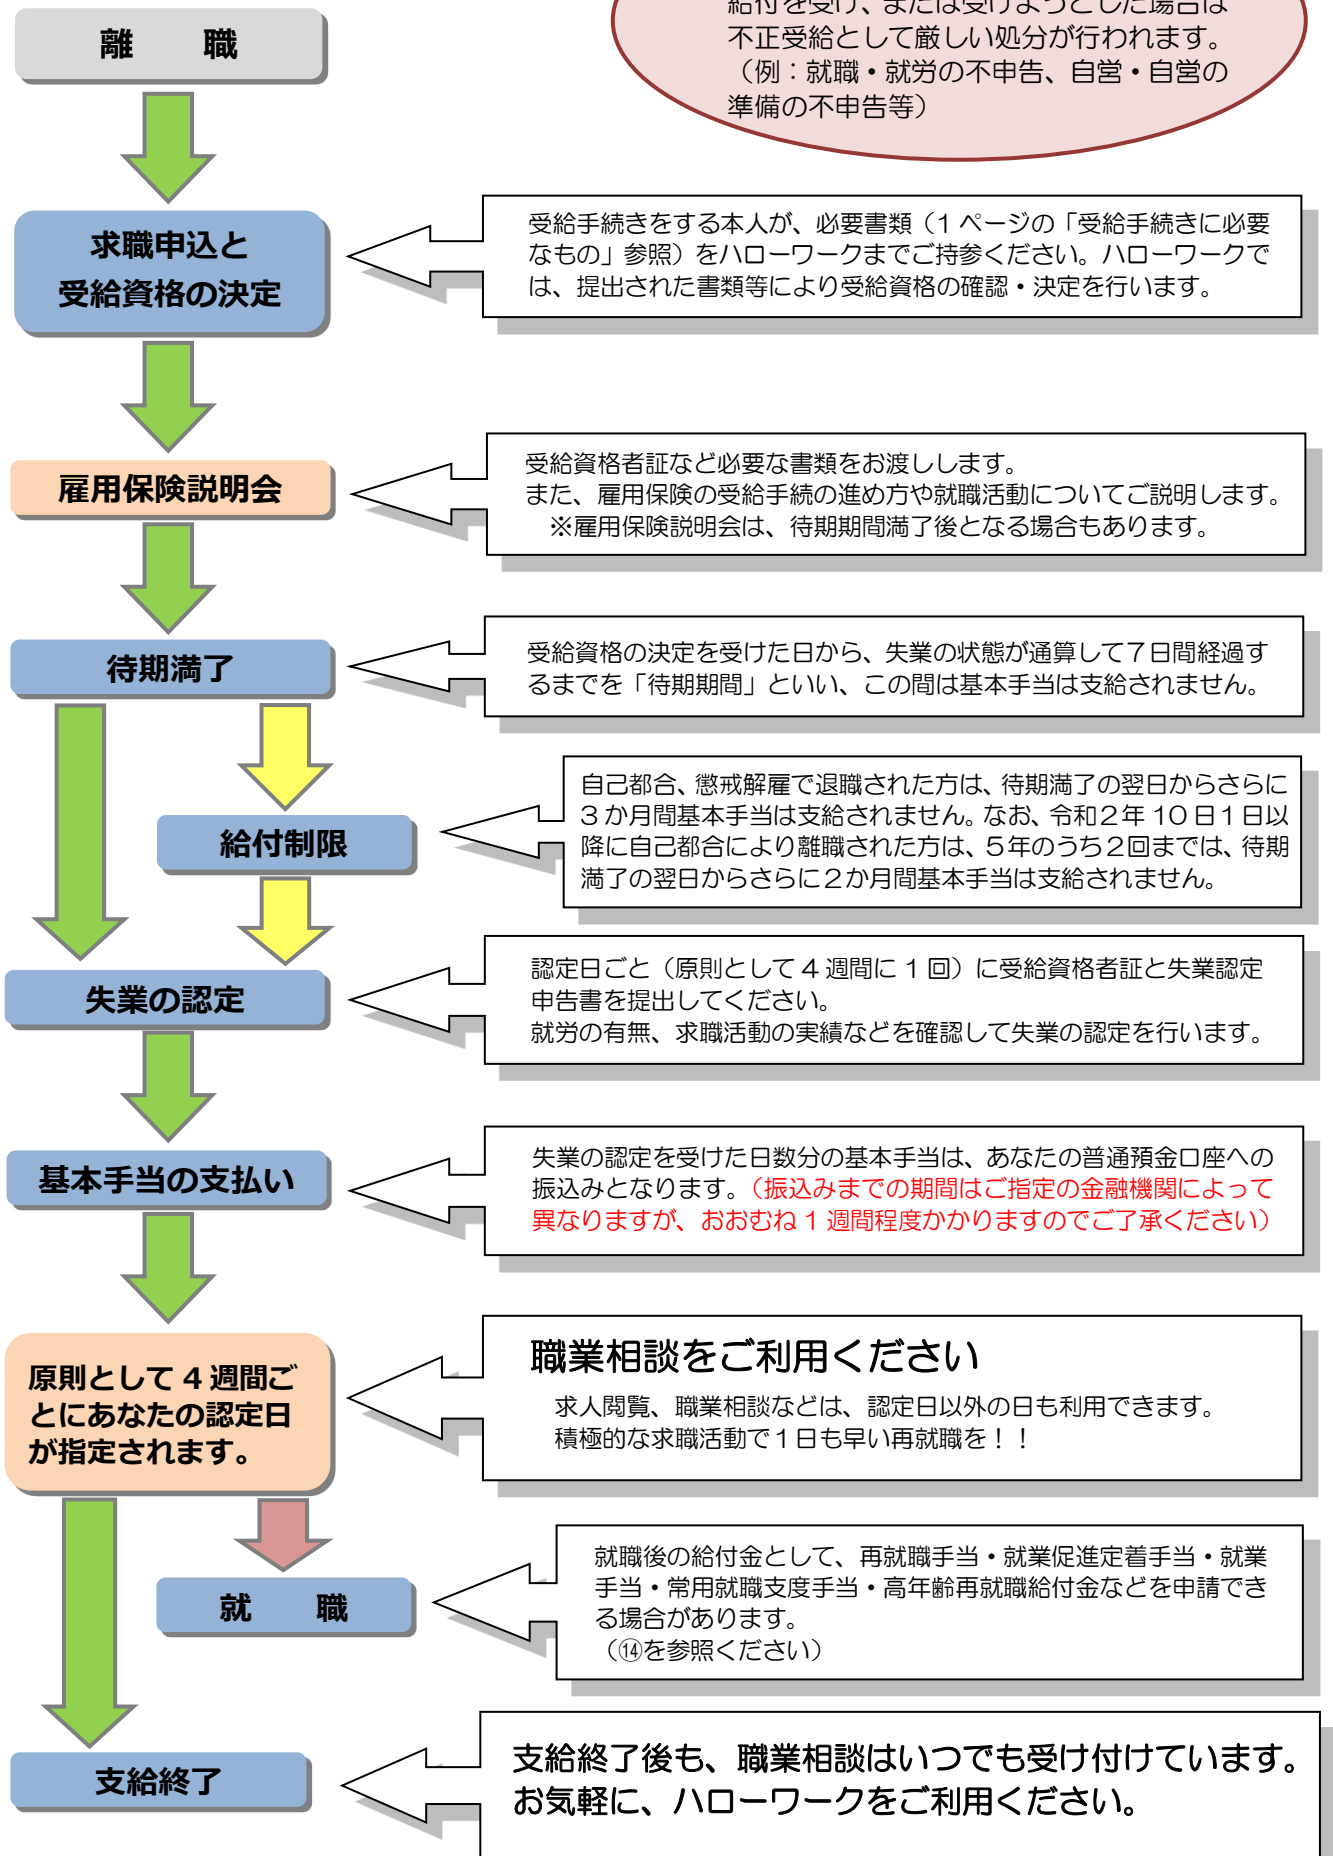 給付を受け、または受けようとした場合は
不正受給として厳しい処分が行われます。
（例：就職・就労の不申告、自営・自営の
準備の不申告等）
離　職
求職申込と
受給資格の決定
受給手続きをする本人が、必要書類（1 ページの「受給手続きに必要
なもの」参照）をハローワークまでご持参ください。ハローワークで
は、提出された書類等により受給資格の確認・決定を行います。
雇用保険説明会
受給資格者証など必要な書類をお渡しします。
また、雇用保険の受給手続の進め方や就職活動についてご説明します。
※雇用保険説明会は、待期期間満了後となる場合もあります。
待期満了
受給資格の決定を受けた日から、失業の状態が通算して７日間経過す
るまでを「待期期間」といい、この間は基本手当は支給されません。
給付制限
自己都合、懲戒解雇で退職された方は、待期満了の翌日からさらに
３か月間基本手当は支給されません。なお、令和２年 10 日１日以
降に自己都合により離職された方は、５年のうち２回までは、待期
満了の翌日からさらに２か月間基本手当は支給されません。
失業の認定
認定日ごと（原則として 4 週間に 1 回）に受給資格者証と失業認定
申告書を提出してください。
就労の有無、求職活動の実績などを確認して失業の認定を行います。
基本手当の支払い
失業の認定を受けた日数分の基本手当は、あなたの普通預金口座への
振込みとなります。（振込みまでの期間はご指定の金融機関によって
異なりますが、おおむね 1 週間程度かかりますのでご了承ください）
原則として 4 週間ご
とにあなたの認定日
が指定されます。
職業相談をご利用ください
求人閲覧、職業相談などは、認定日以外の日も利用できます。
積極的な求職活動で１日も早い再就職を！！
就　職
就職後の給付金として、再就職手当・就業促進定着手当・就業
手当・常用就職支度手当・高年齢再就職給付金などを申請でき
る場合があります。
（⑭を参照ください）
支給終了
支給終了後も、職業相談はいつでも受け付けています。
お気軽に、ハローワークをご利用ください。